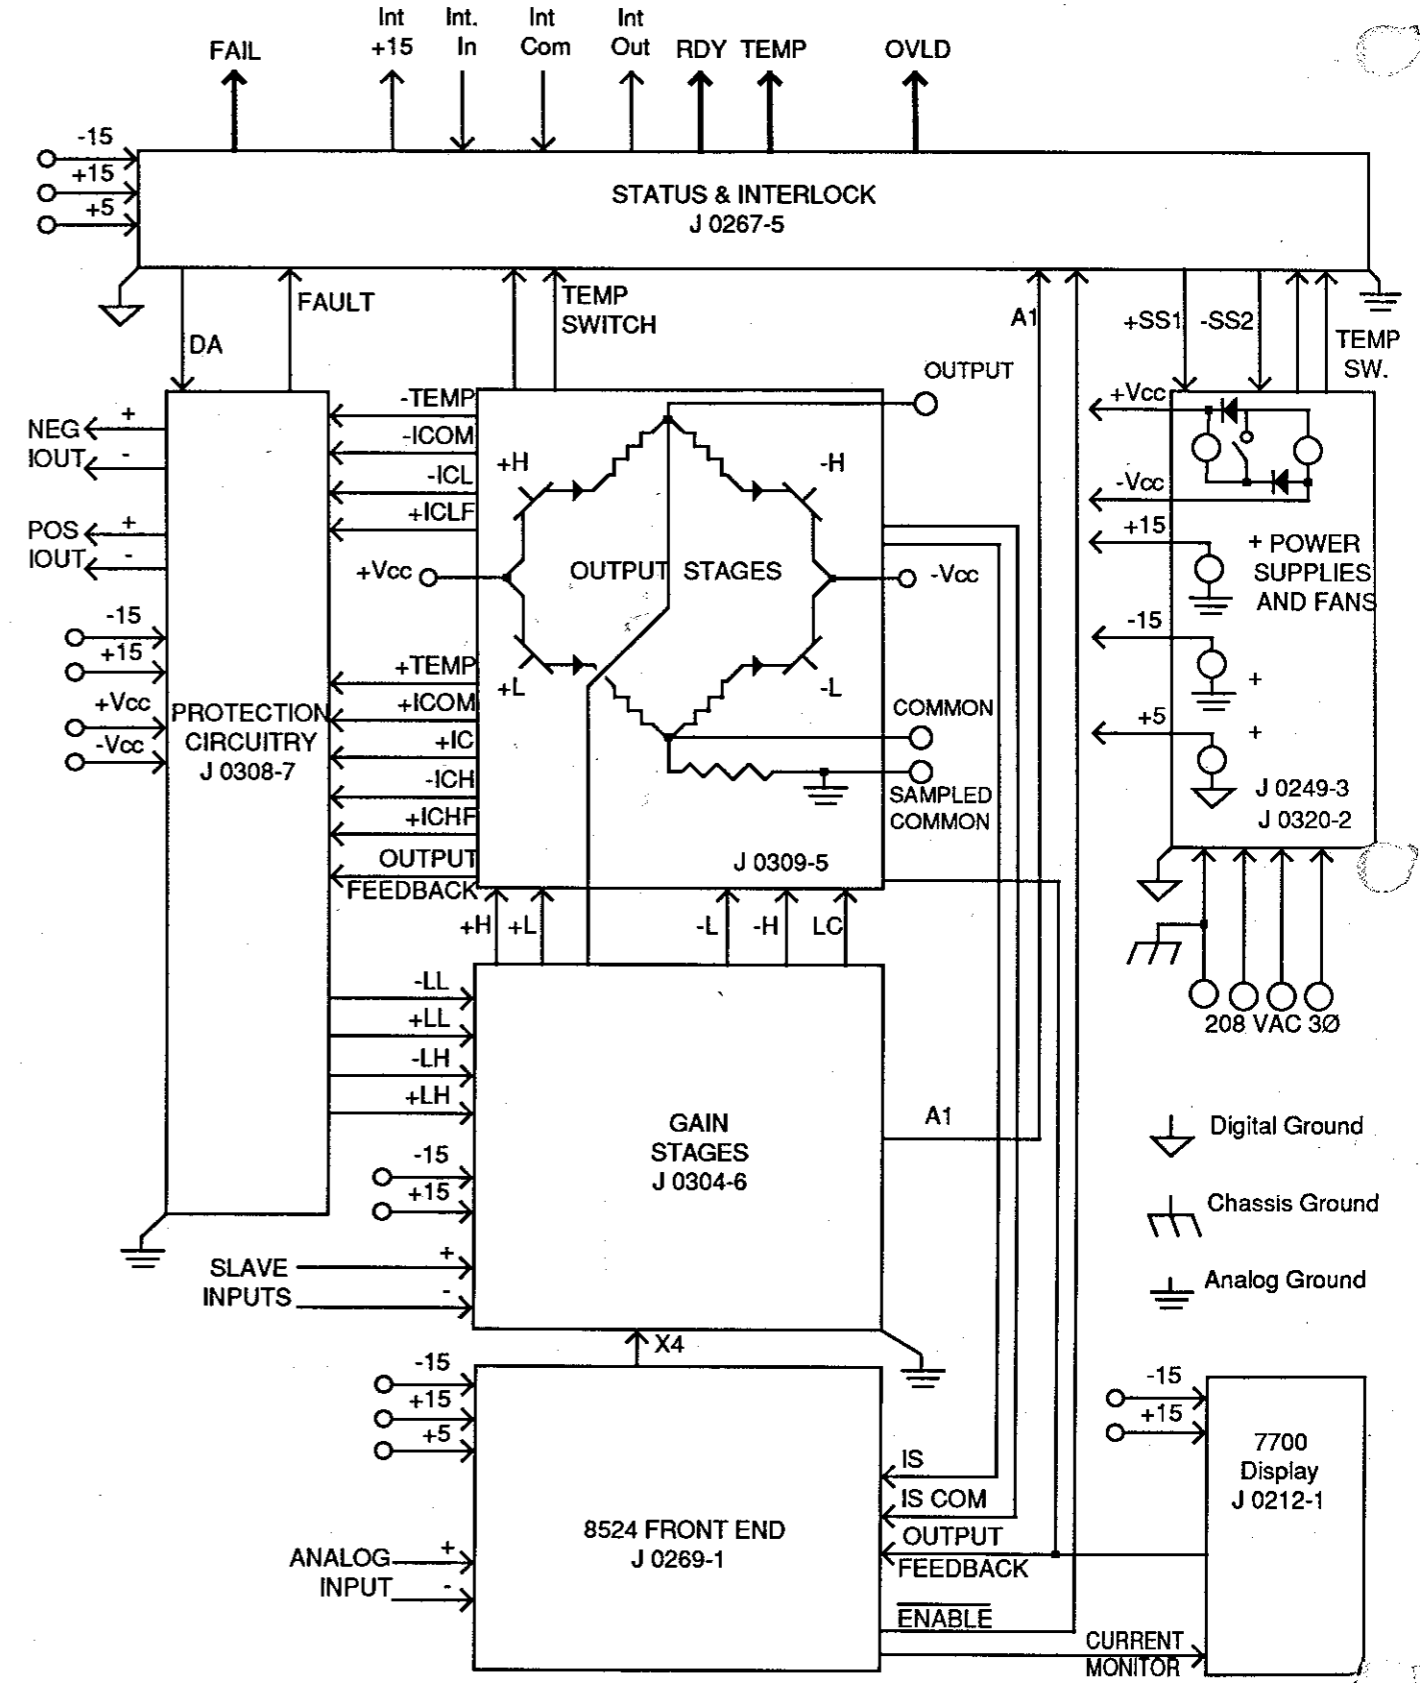 Int
+15
Int.
In
Int
Com
Int
Out
FAIL
RDY
TEMP
OVLD
-15
+15
+5
STATUS & INTERLOCK
J 0267-5
DA
FAULT
TEMP
SWITCH
A1
+SS1
-SS2
TEMP
SW.
NEG
IOUT
+
-
POS
IOUT
+
-
-15
+15
+Vcc
-Vcc
PROTECTION
CIRCUITRY
J 0308-7
-TEMP
-ICOM
-ICL
+ICLF
+Vcc
+TEMP
+ICOM
+IC
-ICH
+ICHF
OUTPUT
FEEDBACK
+H
-H
OUTPUT STAGES
+L
-L
J 0309-5
OUTPUT
-Vcc
COMMON
SAMPLED
COMMON
+Vcc
-Vcc
+15
-15
+5
+ POWER
SUPPLIES
AND FANS
+
+
J 0249-3
J 0320-2
208 VAC 3Ø
+H
+L
-L
-H
LC
-LL
+LL
-LH
+LH
-15
+15
SLAVE
INPUTS
+
-
GAIN
STAGES
J 0304-6
A1
Digital Ground
Chassis Ground
Analog Ground
X4
-15
+15
+5
ANALOG
INPUT
+
-
8524 FRONT END
J 0269-1
IS
IS COM
OUTPUT
FEEDBACK
ENABLE
CURRENT
MONITOR
-15
+15
7700
Display
J 0212-1